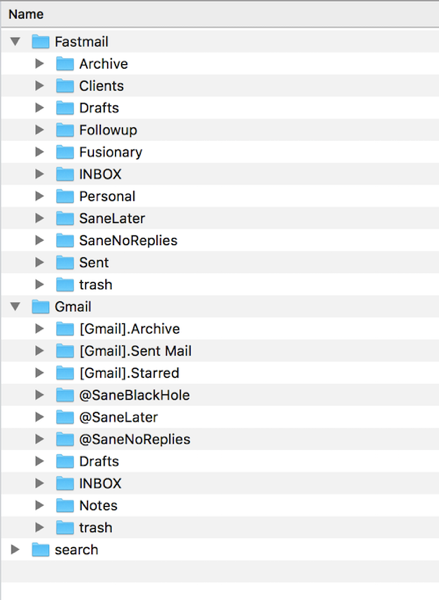 Name
Fastmail
Archive
Clients
Drafts
Followup
Fusionary
INBOX
Personal
SaneLater
SaneNoReplies
Sent
trash
Gmail
[Gmail].Archive
[Gmail].Sent Mail
[Gmail].Starred
@SaneBlackHole
@SaneLater
@SaneNoReplies
Drafts
INBOX
Notes
trash
search